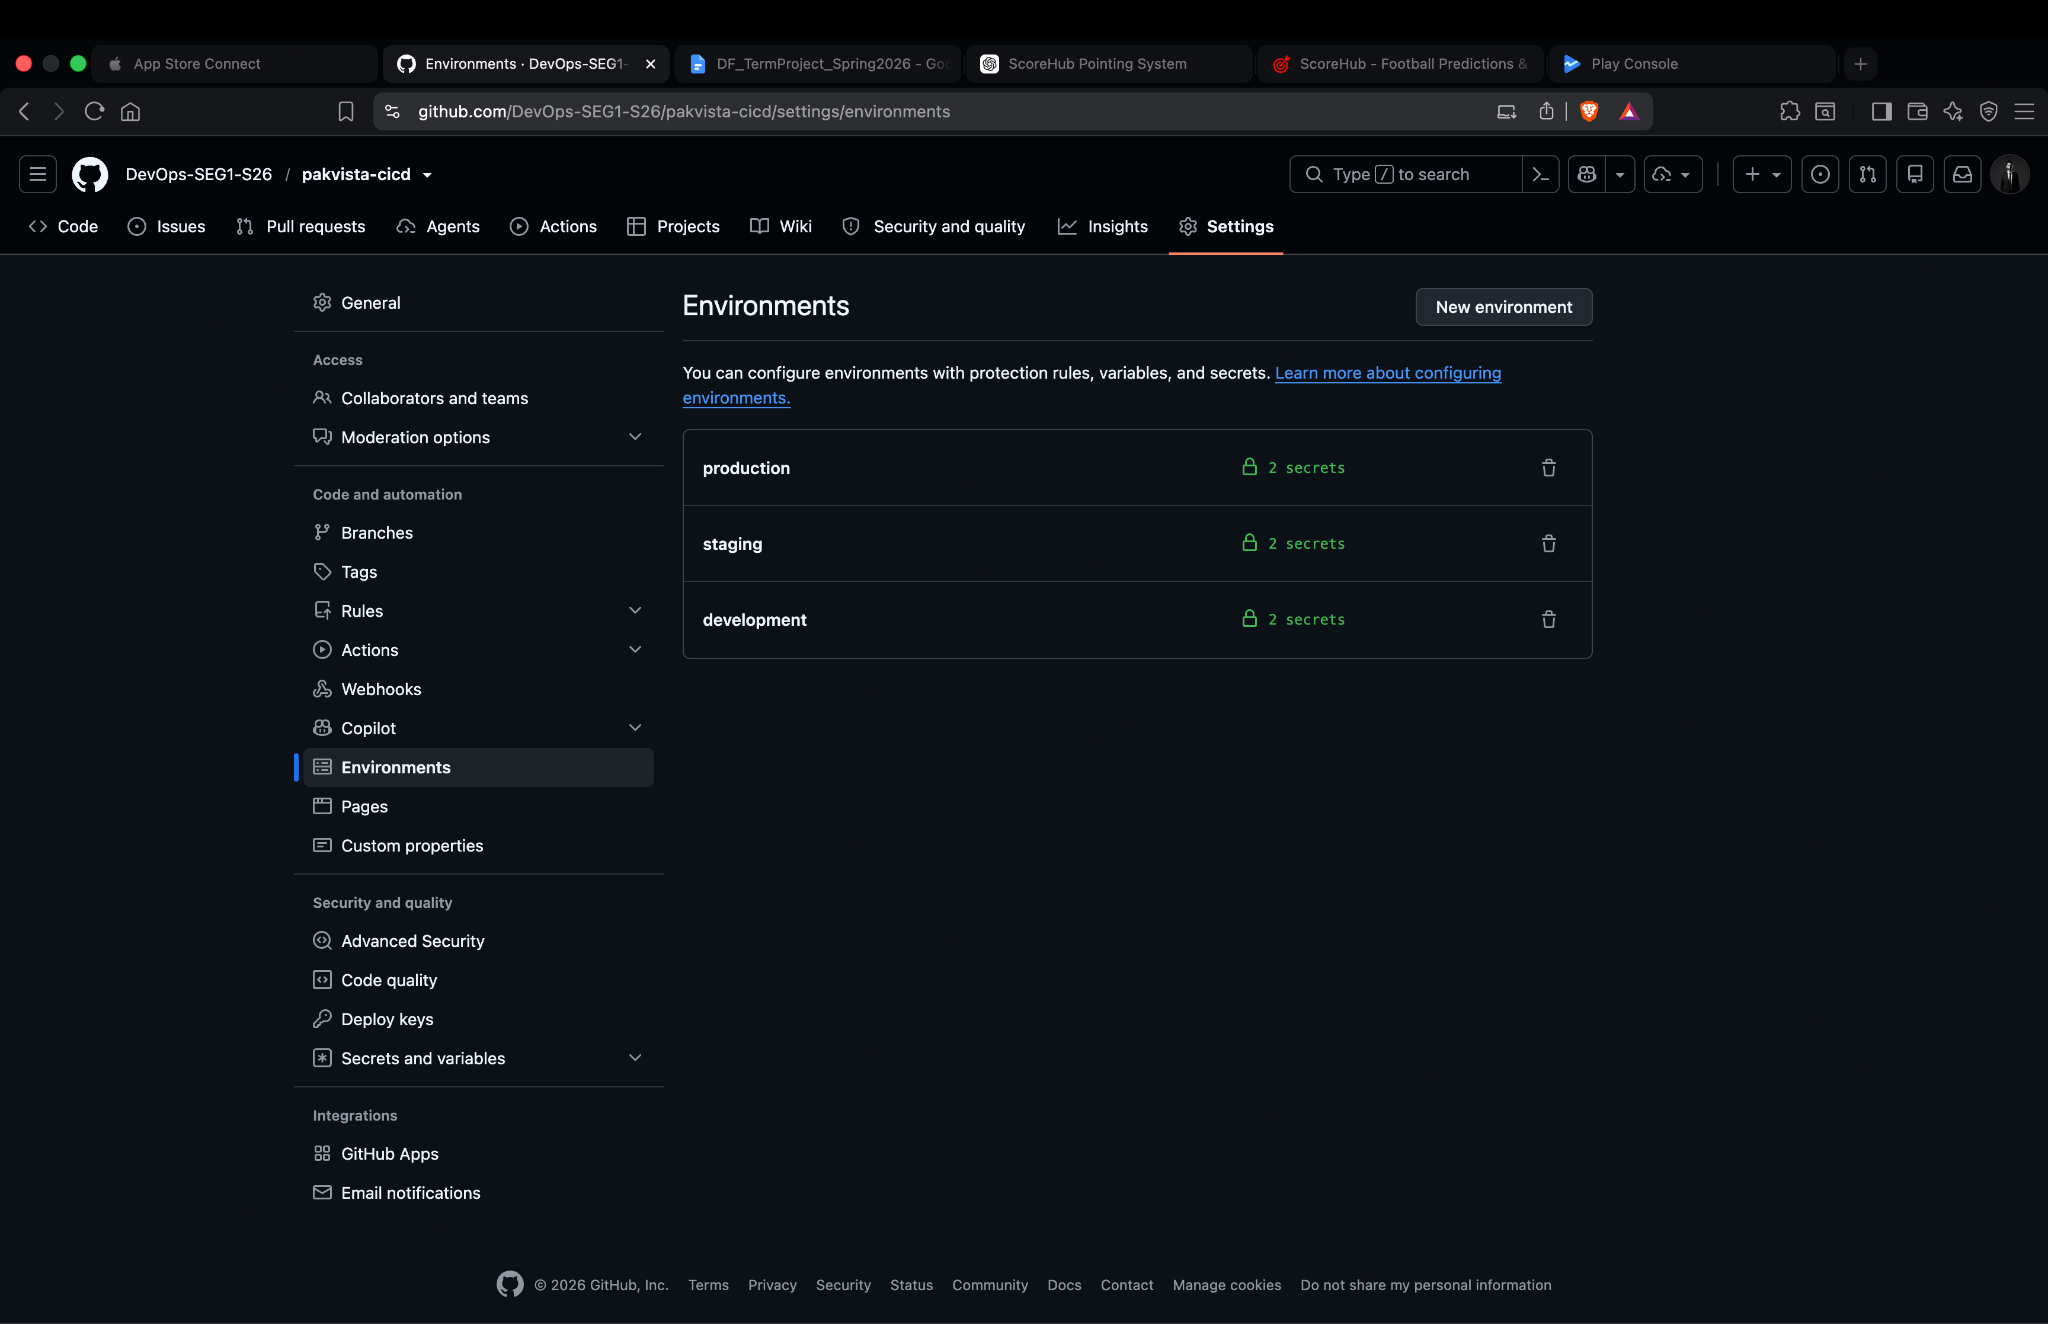 App Store Connect
Environments · DevOps-SEG1-
DF_TermProject_Spring2026 - Goo
ScoreHub Pointing System
ScoreHub - Football Predictions &
Play Console
github.com/DevOps-SEG1-S26/pakvista-cicd/settings/environments
DevOps-SEG1-S26 / pakvista-cicd
Type / to search
Code
Issues
Pull requests
Agents
Actions
Projects
Wiki
Security and quality
Insights
Settings
General
Access
Collaborators and teams
Moderation options
Code and automation
Branches
Tags
Rules
Actions
Webhooks
Copilot
Environments
Pages
Custom properties
Security and quality
Advanced Security
Code quality
Deploy keys
Secrets and variables
Integrations
GitHub Apps
Email notifications
Environments
New environment
You can configure environments with protection rules, variables, and secrets. Learn more about configuring
environments.
production
2 secrets
staging
2 secrets
development
2 secrets
© 2026 GitHub, Inc.
Terms
Privacy
Security
Status
Community
Docs
Contact
Manage cookies
Do not share my personal information